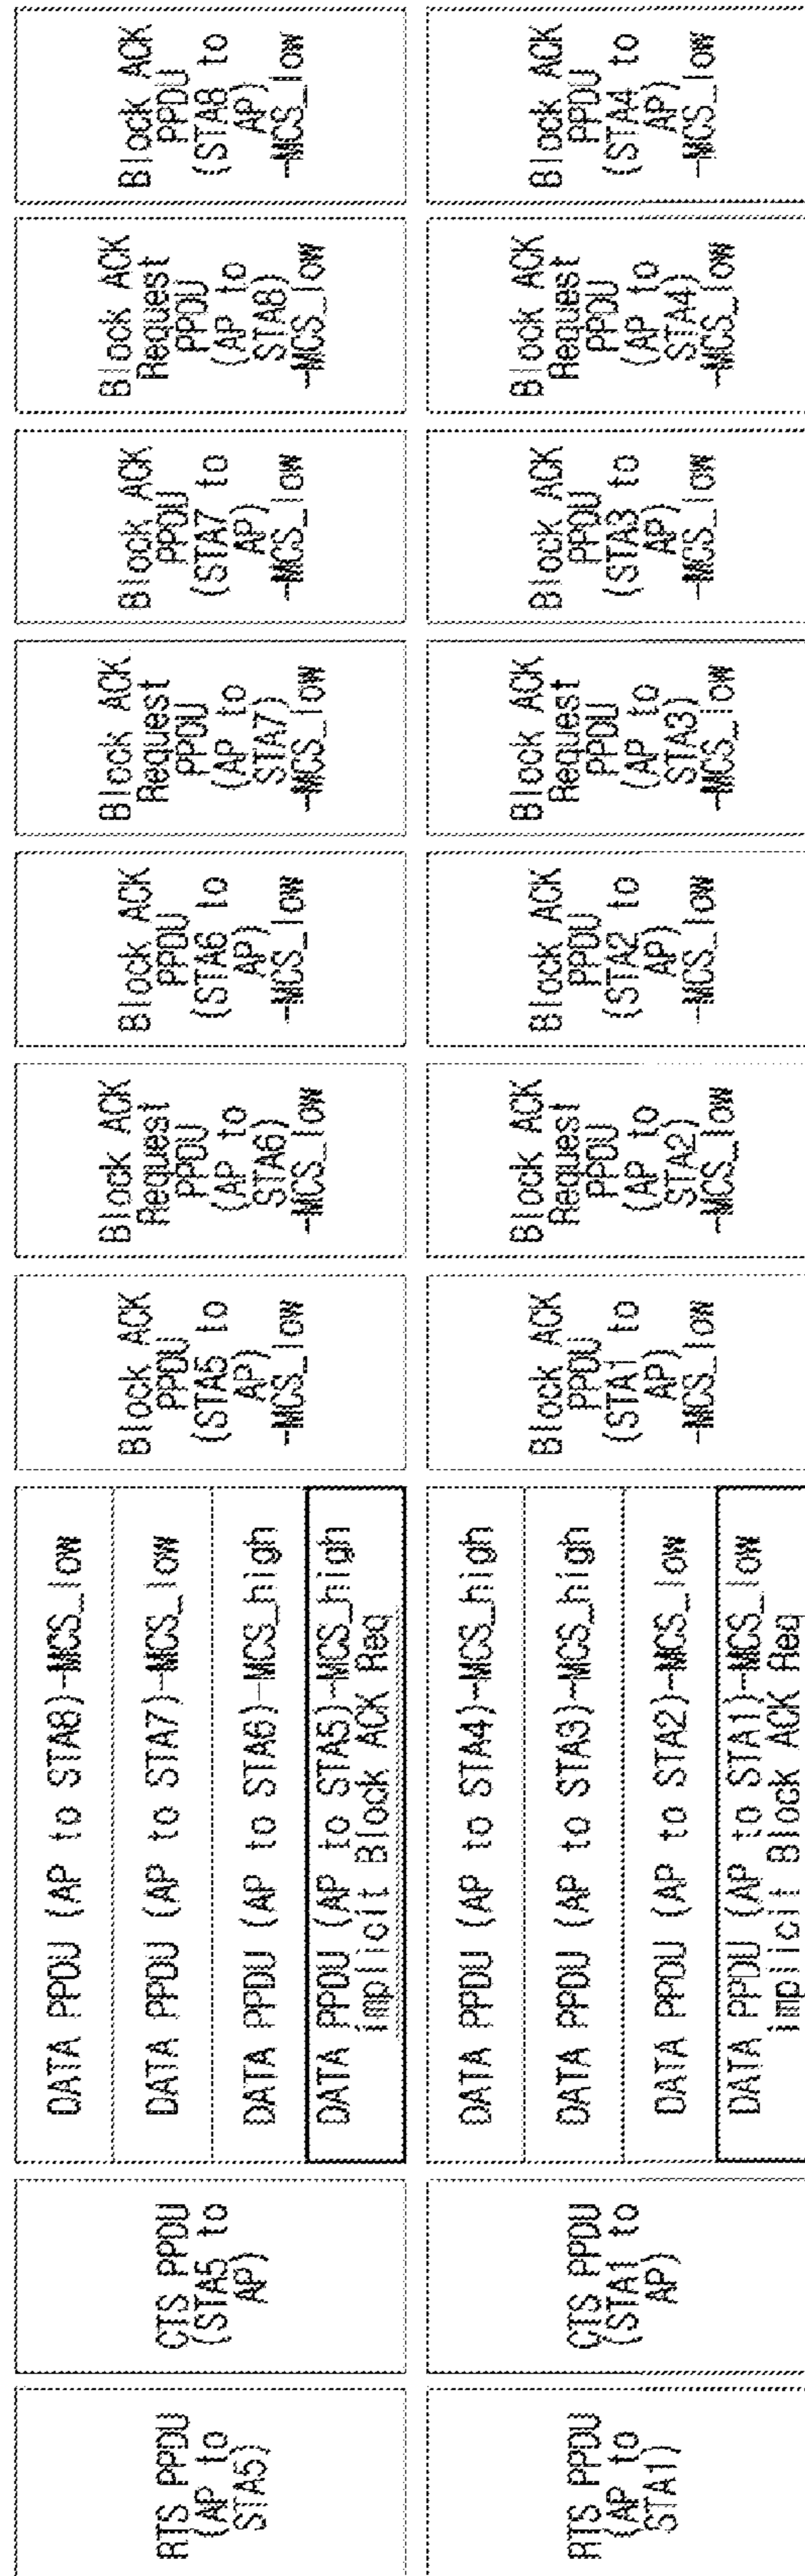 RTS PPDU
(AP to
STA5)
CTS PPDU
(STA5 to
AP)
DATA PPDU (AP to STA8)-MCS_low
DATA PPDU (AP to STA7)-MCS_low
DATA PPDU (AP to STA6)-MCS_high
DATA PPDU (AP to STA5)-MCS_high
implicit Block ACK Req
Block ACK
PPDU
(STA5 to
AP)
-MCS_low
Block ACK
Request
PPDU
(AP to
STA6)
-MCS_low
Block ACK
PPDU
(STA6 to
AP)
-MCS_low
Block ACK
Request
PPDU
(AP to
STA7)
-MCS_low
Block ACK
PPDU
(STA7 to
AP)
-MCS_low
Block ACK
Request
PPDU
(AP to
STA8)
-MCS_low
Block ACK
PPDU
(STA8 to
AP)
-MCS_low
RTS PPDU
(AP to
STA1)
CTS PPDU
(STA1 to
AP)
DATA PPDU (AP to STA4)-MCS_high
DATA PPDU (AP to STA3)-MCS_high
DATA PPDU (AP to STA2)-MCS_low
DATA PPDU (AP to STA1)-MCS_low
implicit Block ACK Req
Block ACK
PPDU
(STA1 to
AP)
-MCS_low
Block ACK
Request
PPDU
(AP to
STA2)
-MCS_low
Block ACK
PPDU
(STA2 to
AP)
-MCS_low
Block ACK
Request
PPDU
(AP to
STA3)
-MCS_low
Block ACK
PPDU
(STA3 to
AP)
-MCS_low
Block ACK
Request
PPDU
(AP to
STA4)
-MCS_low
Block ACK
PPDU
(STA4 to
AP)
-MCS_low